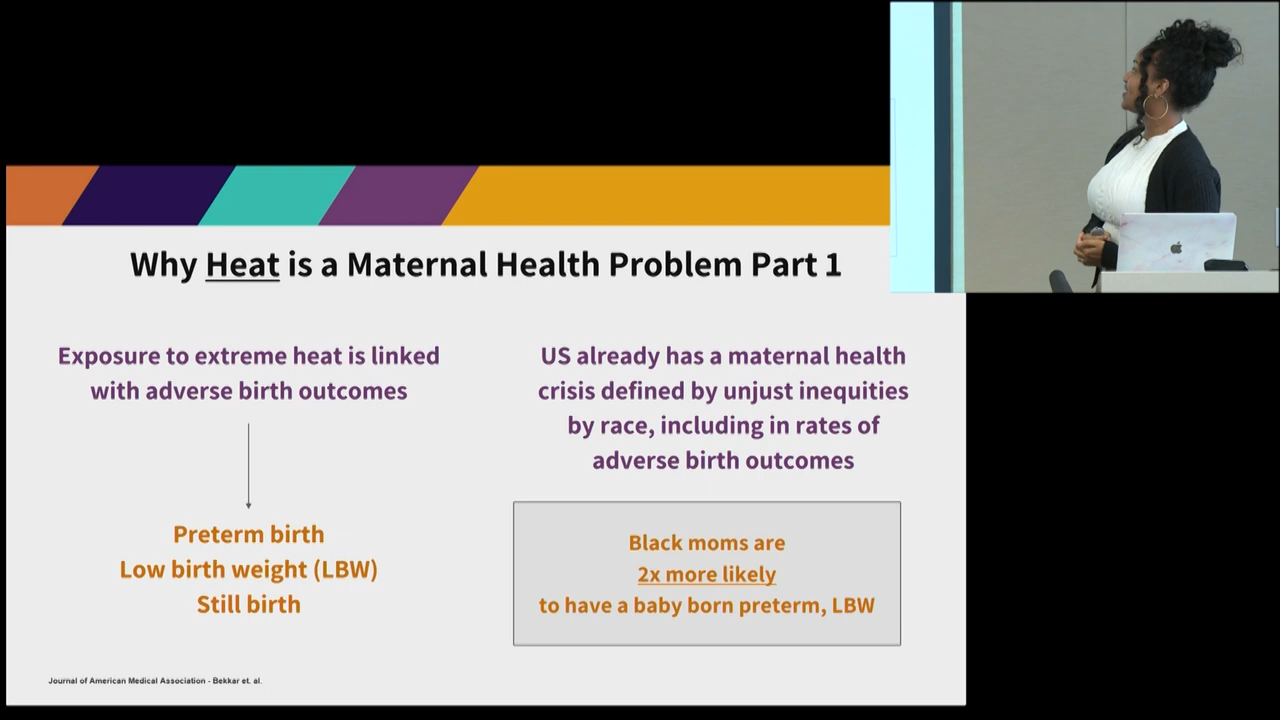 Why Heat is a Maternal Health Problem Part 1
Exposure to extreme heat is linked
with adverse birth outcomes
Preterm birth
Low birth weight (LBW)
Still birth
US already has a maternal health
crisis defined by unjust inequities
by race, including in rates of
adverse birth outcomes
Black moms are
2x more likely
to have a baby born preterm, LBW
Journal of American Medical Association - Bekkar et. al.